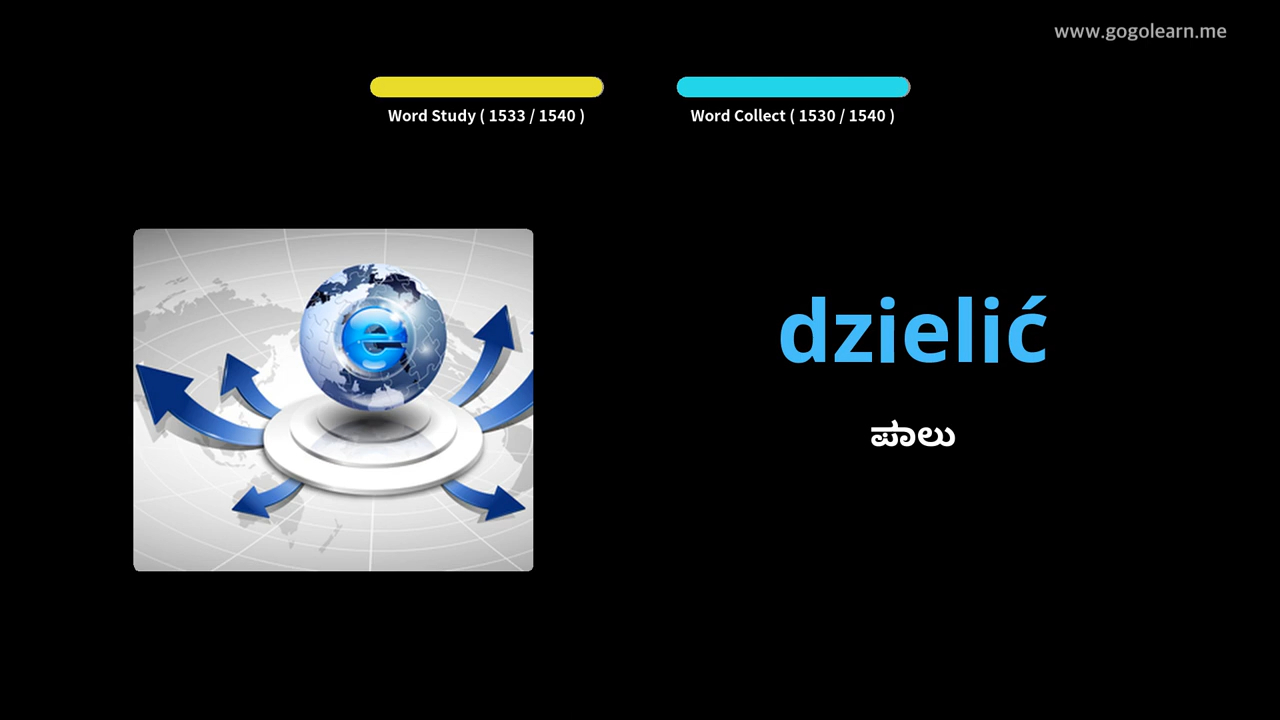 www.gogolearn.me
Word Study ( 1533 / 1540 )
Word Collect ( 1530 / 1540 )
e
dzielić
ಪಾಲು